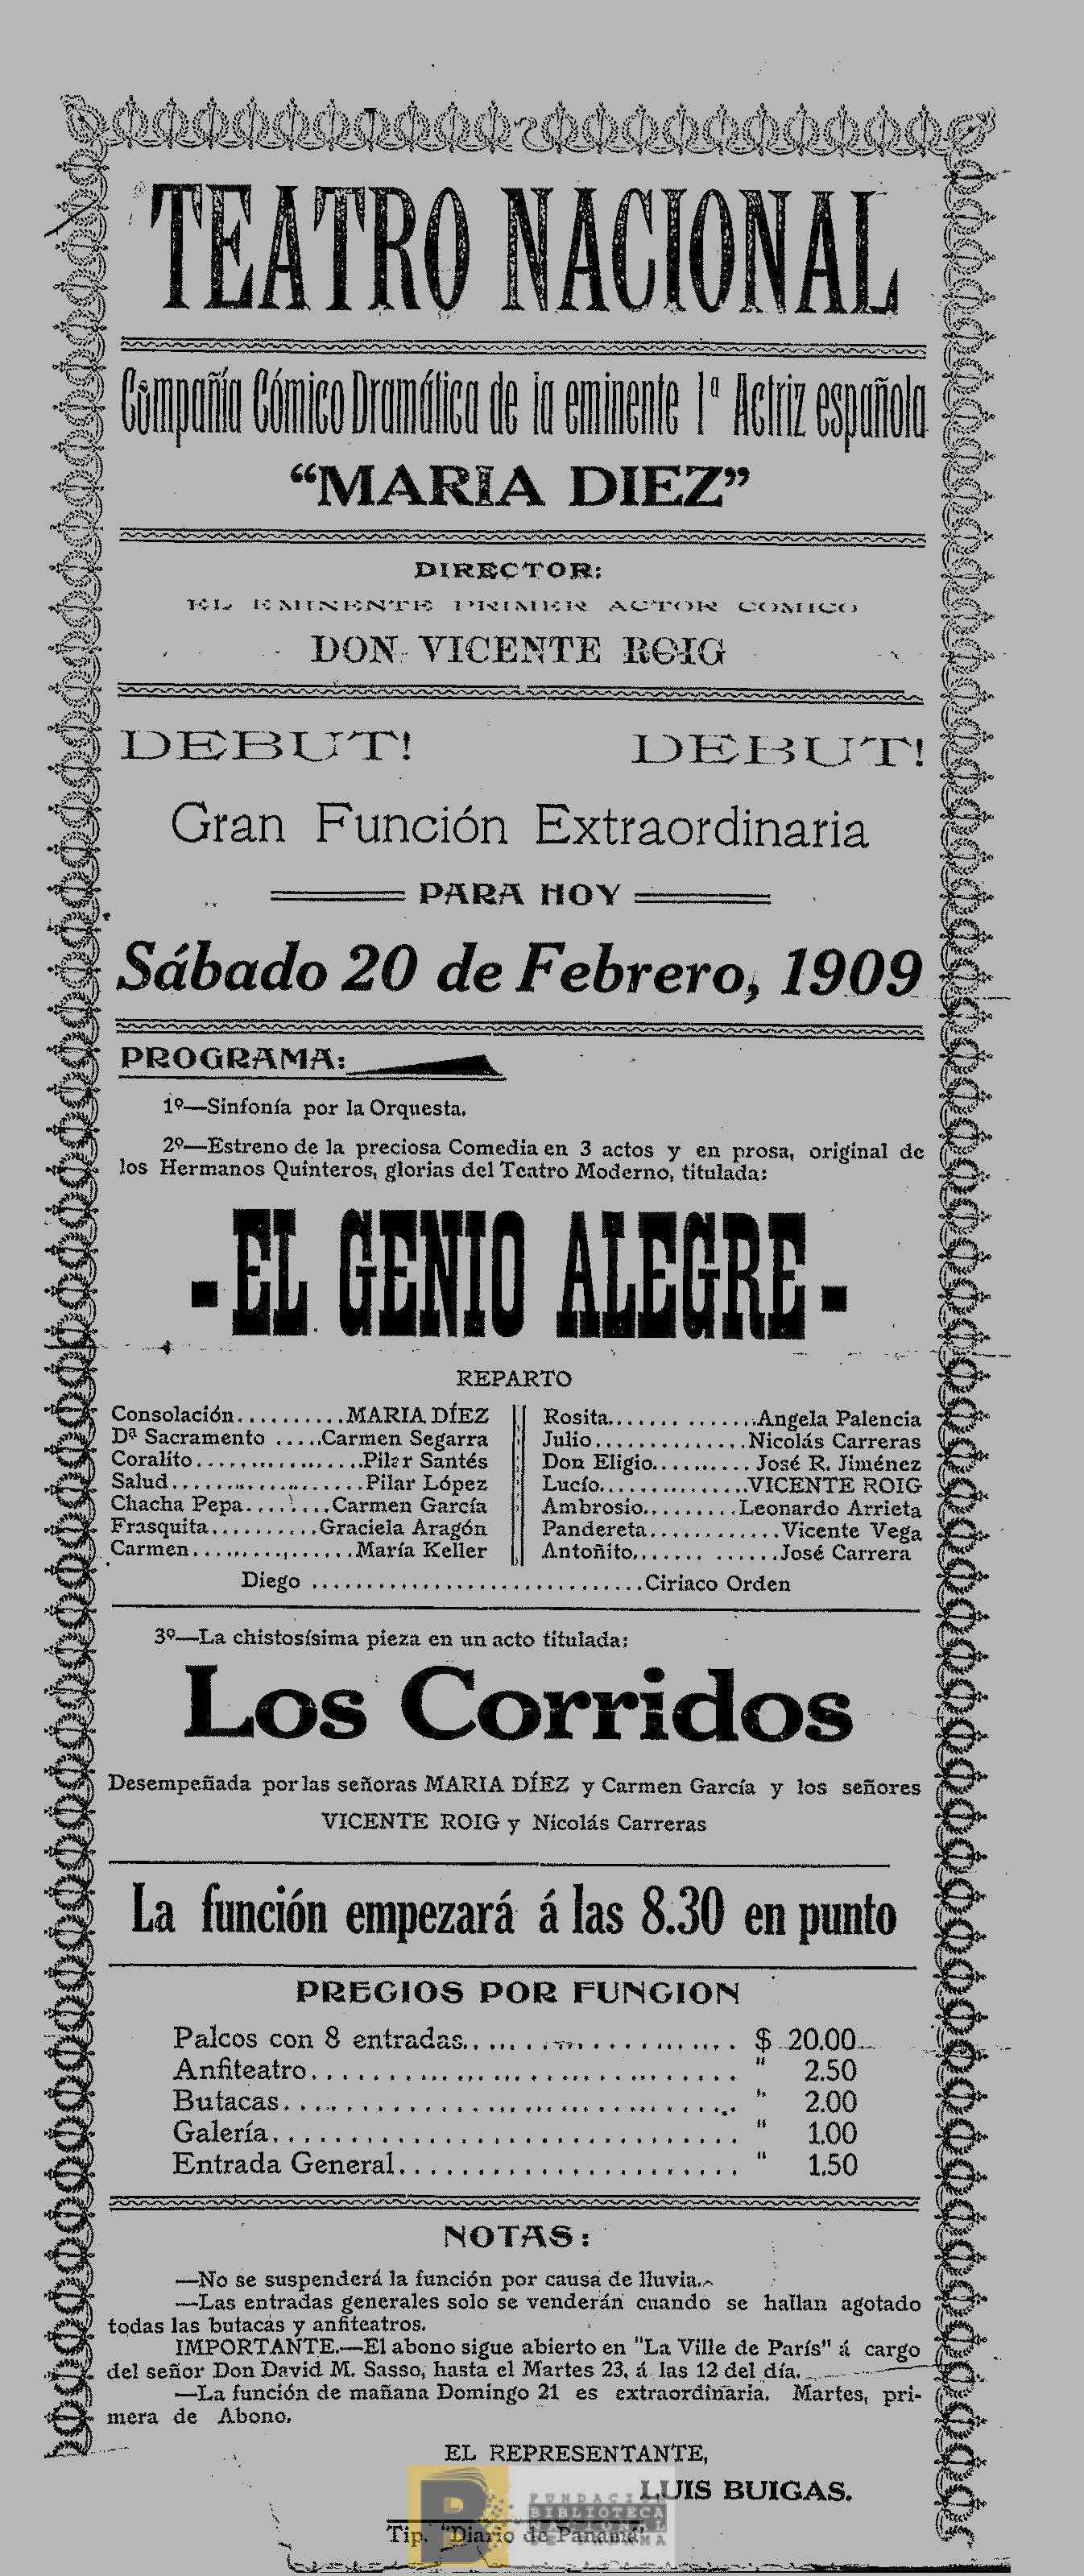 TEATRO NACIONAL
Compañía Cómico Dramática de la eminente 1ª Actriz española
“MARIA DIEZ”
DIRECTOR:
EL EMINENTE PRIMER ACTOR COMICO
DON VICENTE ROIG
DEBUT! DEBUT!
Gran Función Extraordinaria
PARA HOY
Sábado 20 de Febrero, 1909
PROGRAMA:
1º—Sinfonía por la Orquesta.
2º—Estreno de la preciosa Comedia en 3 actos y en prosa, original de
los Hermanos Quinteros, glorias del Teatro Moderno, titulada:
-EL GENIO ALEGRE-
REPARTO
Consolación..........MARIA DÍEZ
Dª Sacramento .....Carmen Segarra
Coralito................Pilar Santés
Salud..................Pilar López
Chacha Pepa........Carmen García
Frasquita..........Graciela Aragón
Carmen...............María Keller
Rosita..............Angela Palencia
Julio..............Nicolás Carreras
Don Eligio.........José R. Jiménez
Lucío...............VICENTE ROIG
Ambrosio.........Leonardo Arrieta
Pandereta............Vicente Vega
Antoñito.............José Carrera
Diego ...............................Ciriaco Orden
3º—La chistosísima pieza en un acto titulada:
Los Corridos
Desempeñada por las señoras MARIA DÍEZ y Carmen García y los señores
VICENTE ROIG y Nicolás Carreras
La función empezará á las 8.30 en punto
PRECIOS POR FUNCION
Palcos con 8 entradas.......................... $ 20.00
Anfiteatro.................................. " 2.50
Butacas.................................... " 2.00
Galería.................................... " 1.00
Entrada General........................ " 1.50
NOTAS:
—No se suspenderá la función por causa de lluvia.
—Las entradas generales solo se venderán cuando se hallan agotado
todas las butacas y anfiteatros.
IMPORTANTE.—El abono sigue abierto en "La Ville de París" á cargo
del señor Don David M. Sasso, hasta el Martes 23, á las 12 del día.
—La función de mañana Domingo 21 es extraordinaria. Martes, pri-
mera de Abono.
EL REPRESENTANTE,
LUIS BUIGAS.
Tip. "Diario de Panamá"
B
FUNDACI
BIBLIOTECA
NACIONAL
DE PANAMA